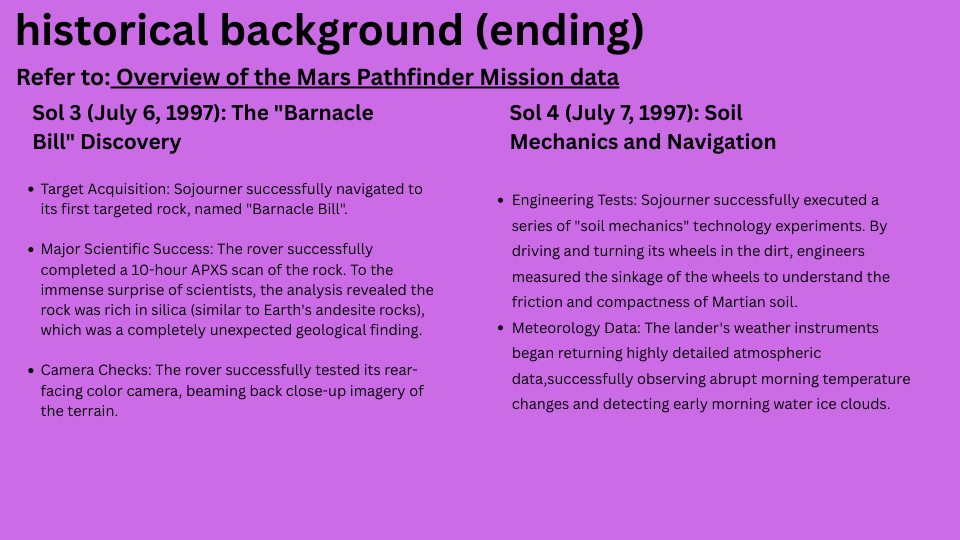 historical background (ending)
Refer to: Overview of the Mars Pathfinder Mission data
Sol 3 (July 6, 1997): The "Barnacle
Bill" Discovery
• Target Acquisition: Sojourner successfully navigated to
its first targeted rock, named "Barnacle Bill".
• Major Scientific Success: The rover successfully
completed a 10-hour APXS scan of the rock. To the
immense surprise of scientists, the analysis revealed the
rock was rich in silica (similar to Earth's andesite rocks),
which was a completely unexpected geological finding.
• Camera Checks: The rover successfully tested its rear-
facing color camera, beaming back close-up imagery of
the terrain.
Sol 4 (July 7, 1997): Soil
Mechanics and Navigation
• Engineering Tests: Sojourner successfully executed a
series of "soil mechanics" technology experiments. By
driving and turning its wheels in the dirt, engineers
measured the sinkage of the wheels to understand the
friction and compactness of Martian soil.
• Meteorology Data: The lander's weather instruments
began returning highly detailed atmospheric
data,successfully observing abrupt morning temperature
changes and detecting early morning water ice clouds.